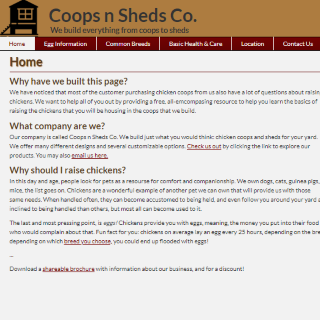 Coops n Sheds Co.
We build everything from coops to sheds
Home Egg Information Common Breeds Basic Health & Care Location Contact Us
Home
Why have we built this page?
We have noticed that most of the customer purchasing chicken coops from us also have a lot of questions about raisin
chickens. We want to help all of you out by providing a free, all-emcompasing resource to help you learn the basics of
raising the chickens that you will be housing in the coops that we build.
What company are we?
Our company is called Coops n Sheds Co. We build just what you would think: chicken coops and sheds for your yard.
We offer many different designs and several customizable options. Check us out by clicking the link to explore our
products. You may also email us here.
Why should I raise chickens?
In this day and age, people look for pets as a resourse for comfort and companionship. We own dogs, cats, guinea pigs,
mice, the list goes on. Chickens are a wonderful example of another pet we can own that will provide us with those
same needs. When handled often, they can become accustomed to being held, and even follow you around your yard a
inclined to being handled than others, but most all can become used to it.
The last and most pressing point, is eggs! Chickens provide you with eggs, meaning, the money you put into their food
who would complain about that. Fun fact for you: chickens on average lay an egg every 25 hours, depending on the bre
depending on which breed you choose, you could end up flooded with eggs!
...
Download a shareable brochure with information about our business, and for a discount!